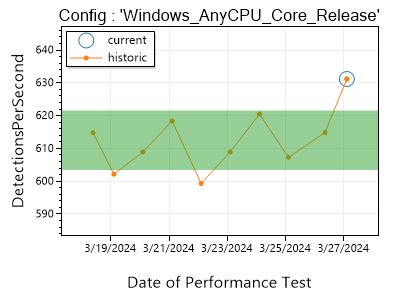 Config : 'Windows_AnyCPU_Core_Release'
current
historic
DetectionsPerSecond
640
630
620
610
600
590
3/19/2024 3/21/2024 3/23/2024 3/25/2024 3/27/2024
Date of Performance Test